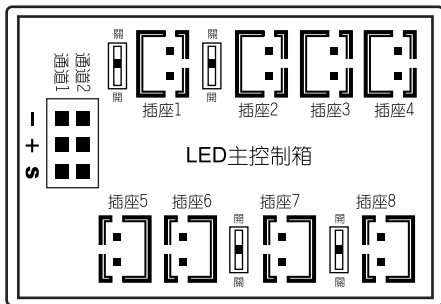 通道1
通道2
關
開
關
開
插座1
插座2
插座3
插座4
− + s
LED主控制箱
插座5
插座6
插座7
插座8
開
關
開
關